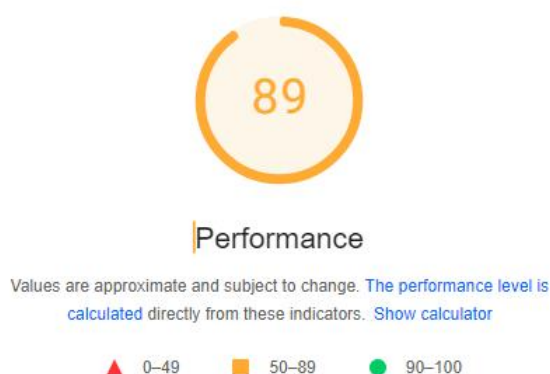 89
Performance
Values are approximate and subject to change. The performance level is
calculated directly from these indicators. Show calculator
0–49 50–89 90–100